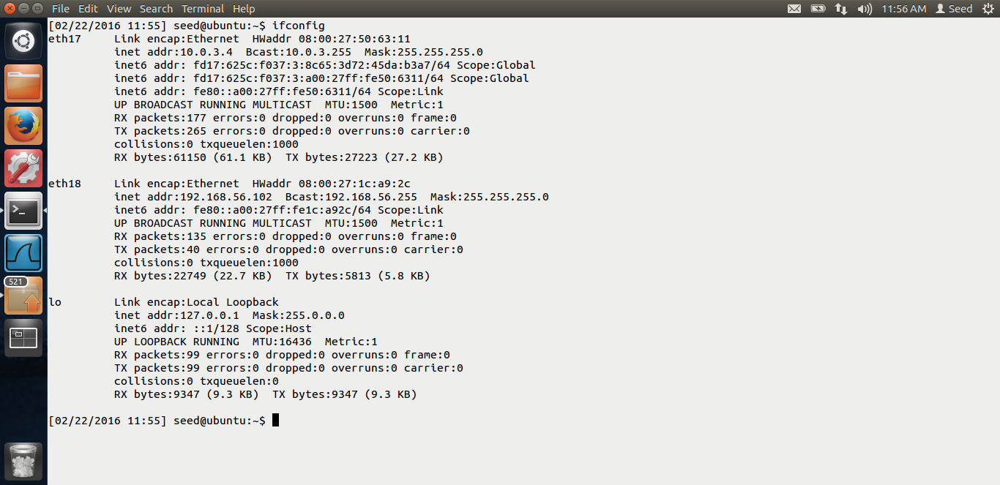 File Edit View Search Terminal Help
11:56 AM Seed
[02/22/2016 11:55] seed@ubuntu:~$ ifconfig
eth17     Link encap:Ethernet  HWaddr 08:00:27:50:63:11
          inet addr:10.0.3.4  Bcast:10.0.3.255  Mask:255.255.255.0
          inet6 addr: fd17:625c:f037:3:8c65:3d72:45da:b3a7/64 Scope:Global
          inet6 addr: fd17:625c:f037:3:a00:27ff:fe50:6311/64 Scope:Global
          inet6 addr: fe80::a00:27ff:fe50:6311/64 Scope:Link
          UP BROADCAST RUNNING MULTICAST  MTU:1500  Metric:1
          RX packets:177 errors:0 dropped:0 overruns:0 frame:0
          TX packets:265 errors:0 dropped:0 overruns:0 carrier:0
          collisions:0 txqueuelen:1000
          RX bytes:61150 (61.1 KB)  TX bytes:27223 (27.2 KB)
eth18     Link encap:Ethernet  HWaddr 08:00:27:1c:a9:2c
          inet addr:192.168.56.102  Bcast:192.168.56.255  Mask:255.255.255.0
          inet6 addr: fe80::a00:27ff:fe1c:a92c/64 Scope:Link
          UP BROADCAST RUNNING MULTICAST  MTU:1500  Metric:1
          RX packets:135 errors:0 dropped:0 overruns:0 frame:0
          TX packets:40 errors:0 dropped:0 overruns:0 carrier:0
          collisions:0 txqueuelen:1000
          RX bytes:22749 (22.7 KB)  TX bytes:5813 (5.8 KB)
521
lo        Link encap:Local Loopback
          inet addr:127.0.0.1  Mask:255.0.0.0
          inet6 addr: ::1/128 Scope:Host
          UP LOOPBACK RUNNING  MTU:16436  Metric:1
          RX packets:99 errors:0 dropped:0 overruns:0 frame:0
          TX packets:99 errors:0 dropped:0 overruns:0 carrier:0
          collisions:0 txqueuelen:0
          RX bytes:9347 (9.3 KB)  TX bytes:9347 (9.3 KB)
[02/22/2016 11:55] seed@ubuntu:~$